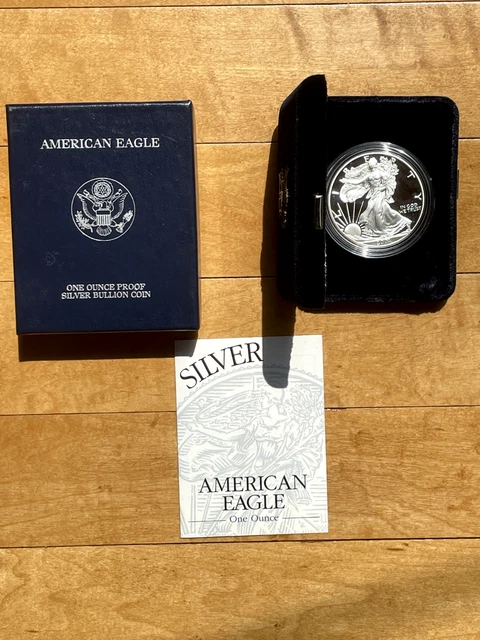 AMERICAN EAGLE
ONE OUNCE PROOF
SILVER BULLION COIN
IN GOD
WE TRUST
SILVER
AMERICAN
EAGLE
One Ounce